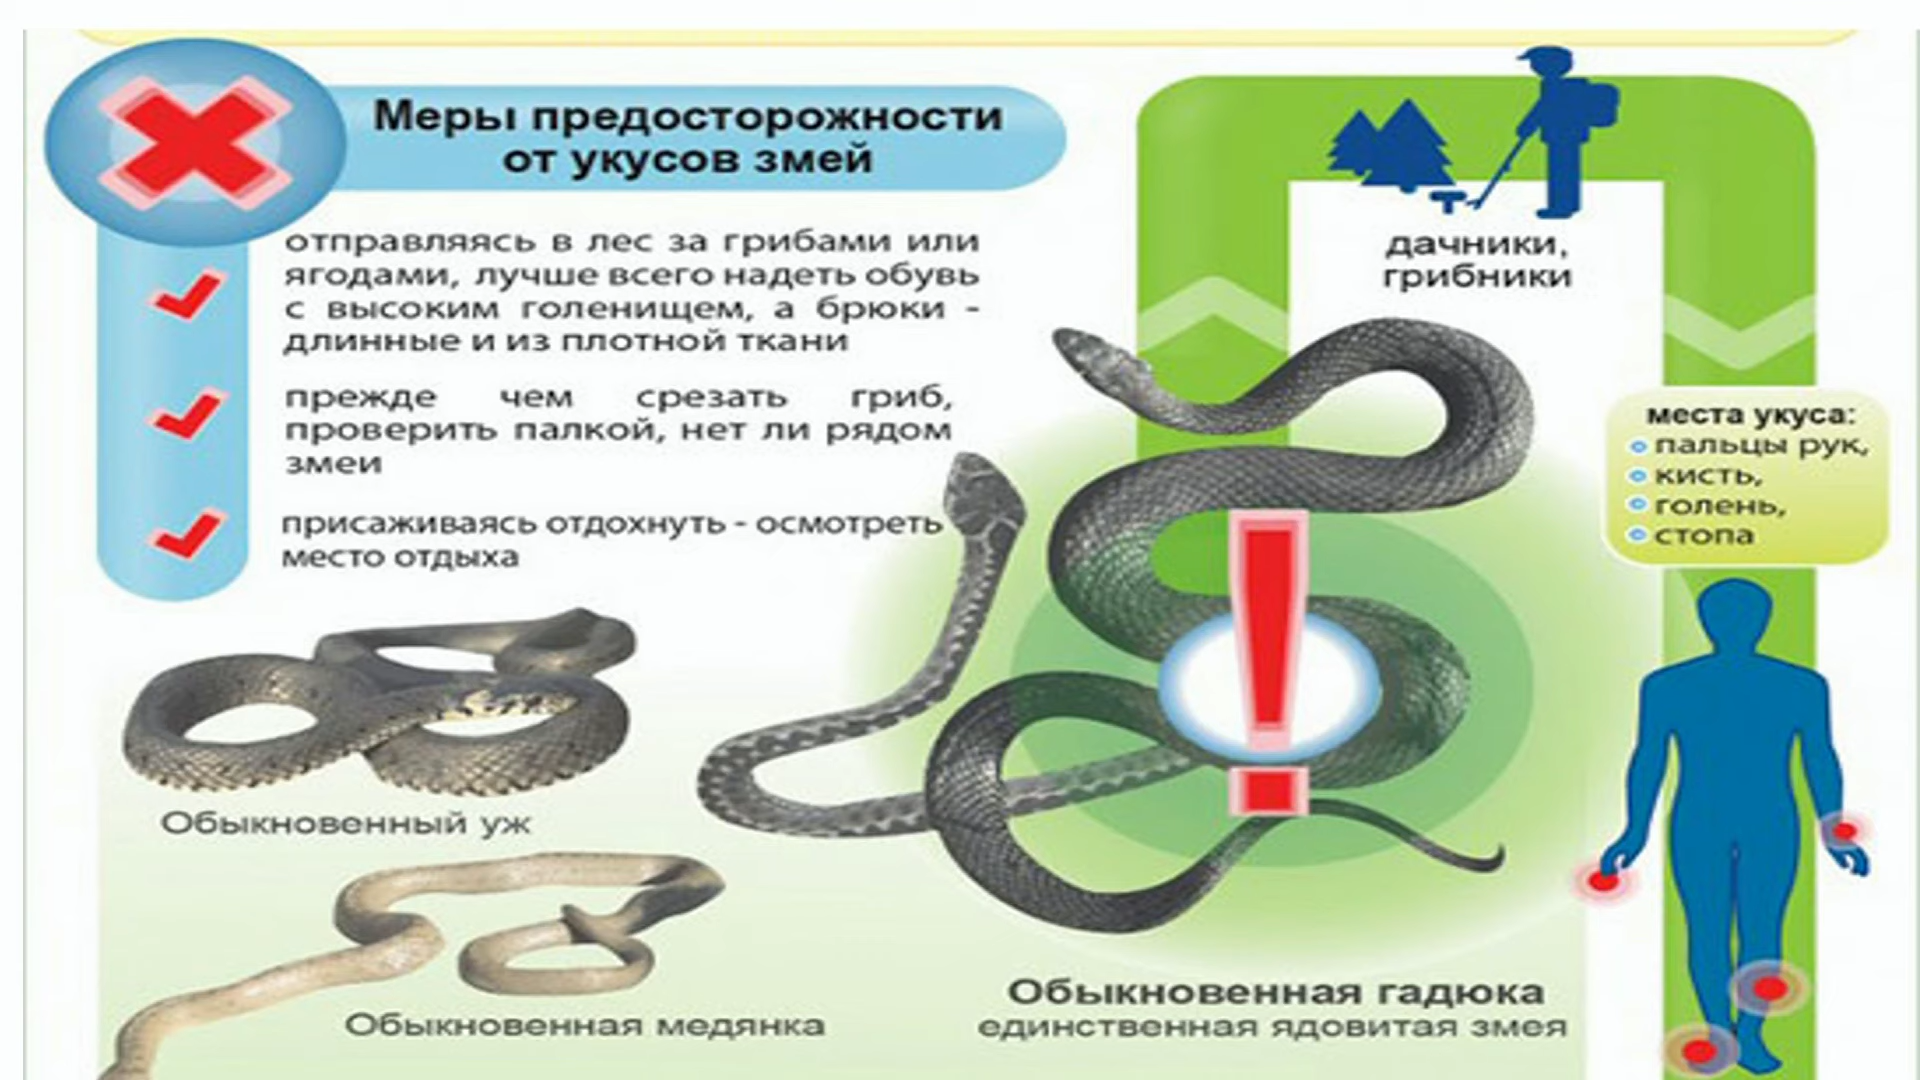 Меры предосторожности
от укусов змей
отправляясь в лес за грибами или
ягодами, лучше всего надеть обувь
с высоким голенищем, а брюки -
длинные и из плотной ткани
прежде чем срезать гриб,
проверить палкой, нет ли рядом
змеи
присаживаясь отдохнуть - осмотреть
место отдыха
дачники,
грибники
места укуса:
пальцы рук,
кисть,
голень,
стопа
Обыкновенный уж
Обыкновенная медянка
Обыкновенная гадюка
единственная ядовитая змея